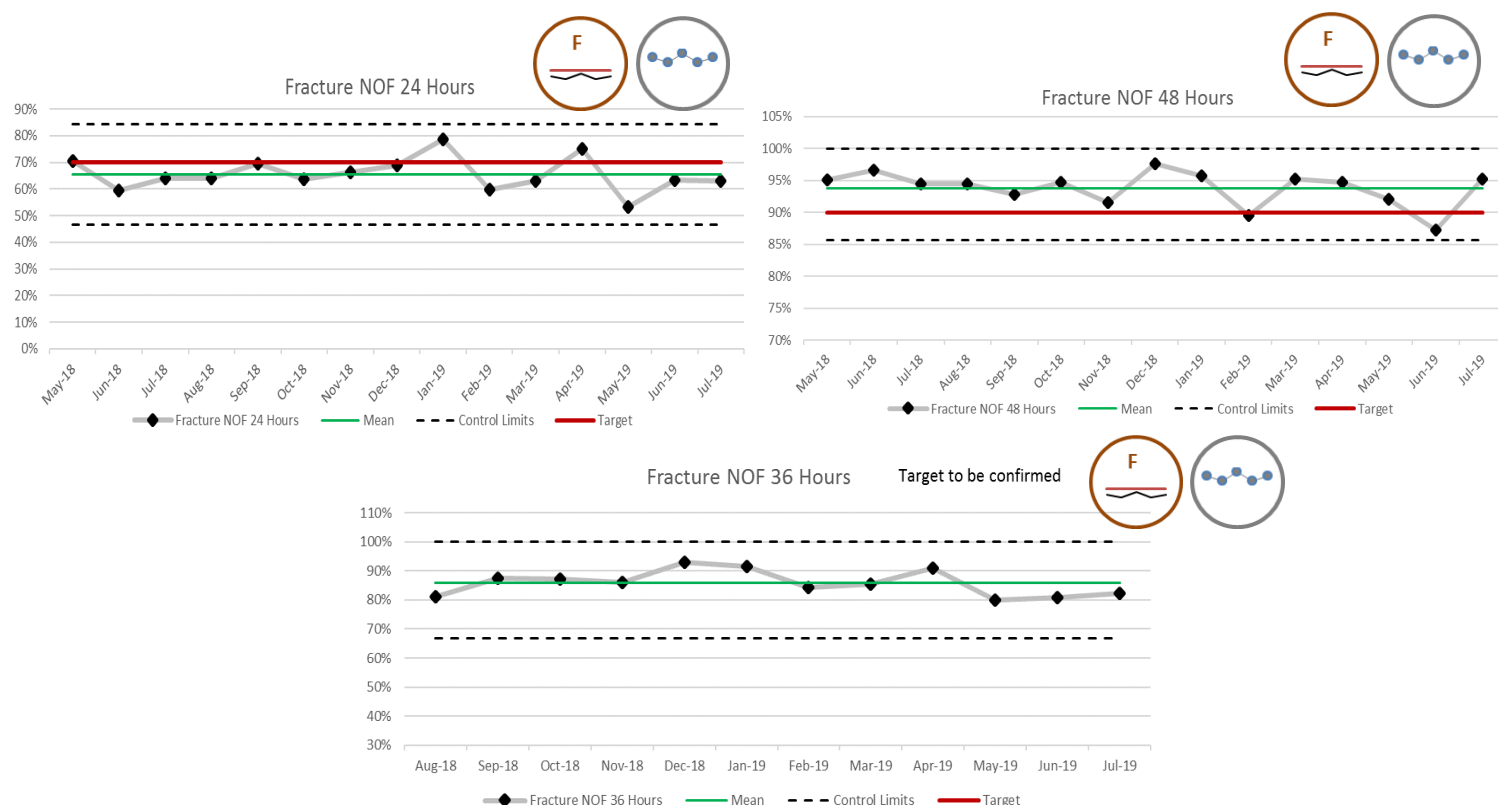 F
Fracture NOF 24 Hours
90%
80%
70%
60%
50%
40%
30%
20%
10%
0%
May-18 Jun-18 Jul-18 Aug-18 Sep-18 Oct-18 Nov-18 Dec-18 Jan-19 Feb-19 Mar-19 Apr-19 May-19 Jun-19 Jul-19
Fracture NOF 24 Hours Mean Control Limits Target
F
Fracture NOF 48 Hours
105%
100%
95%
90%
85%
80%
75%
70%
May-18 Jun-18 Jul-18 Aug-18 Sep-18 Oct-18 Nov-18 Dec-18 Jan-19 Feb-19 Mar-19 Apr-19 May-19 Jun-19 Jul-19
Fracture NOF 48 Hours Mean Control Limits Target
F
Fracture NOF 36 Hours Target to be confirmed
110%
100%
90%
80%
70%
60%
50%
40%
30%
Aug-18 Sep-18 Oct-18 Nov-18 Dec-18 Jan-19 Feb-19 Mar-19 Apr-19 May-19 Jun-19 Jul-19
Fracture NOF 36 Hours Mean Control Limits Target